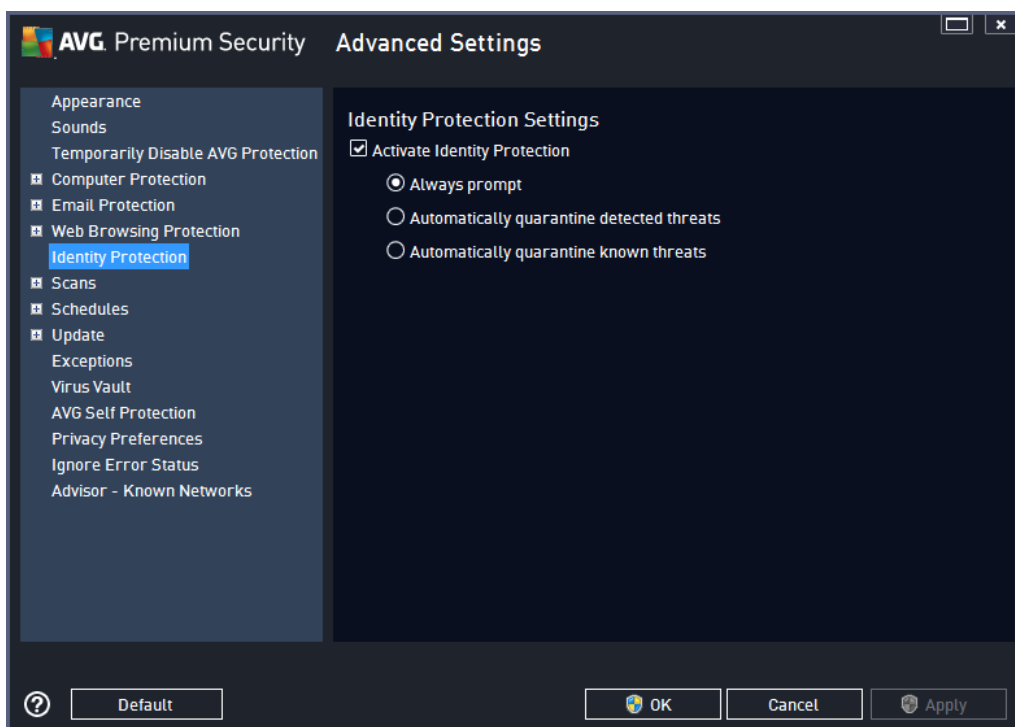 AVG. Premium Security
Advanced Settings
Appearance
Sounds
Temporarily Disable AVG Protection
Computer Protection
Email Protection
Web Browsing Protection
Identity Protection
Scans
Schedules
Update
Exceptions
Virus Vault
AVG Self Protection
Privacy Preferences
Ignore Error Status
Advisor - Known Networks
Identity Protection Settings
Activate Identity Protection
Always prompt
Automatically quarantine detected threats
Automatically quarantine known threats
?
Default
OK
Cancel
Apply